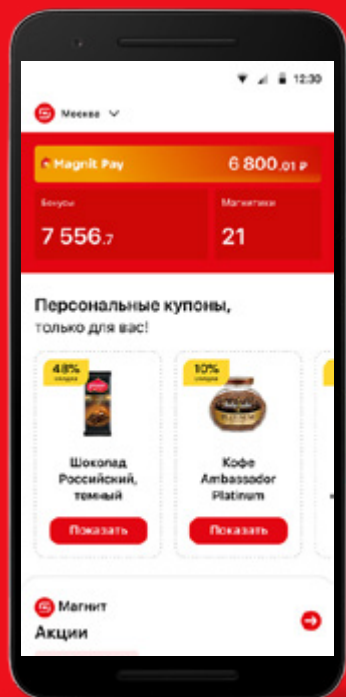 12:30
Москва
Magnit Pay
6 800.01 ₽
Бонусы
Магнитики
7 556.7
21
Персональные купоны,
только для вас!
48%
скидка
10%
скидка
Шоколад
Российский,
темный
Кофе
Ambassador
Platinum
Показать
Показать
Магнит
Акции